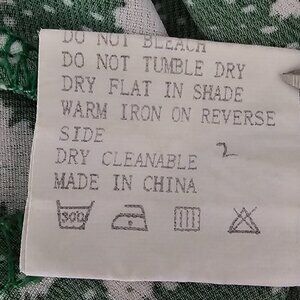 DO NOT BLEACH
DO NOT TUMBLE DRY
DRY FLAT IN SHADE
WARM IRON ON REVERSE
SIDE
DRY CLEANABLE 2
MADE IN CHINA
300